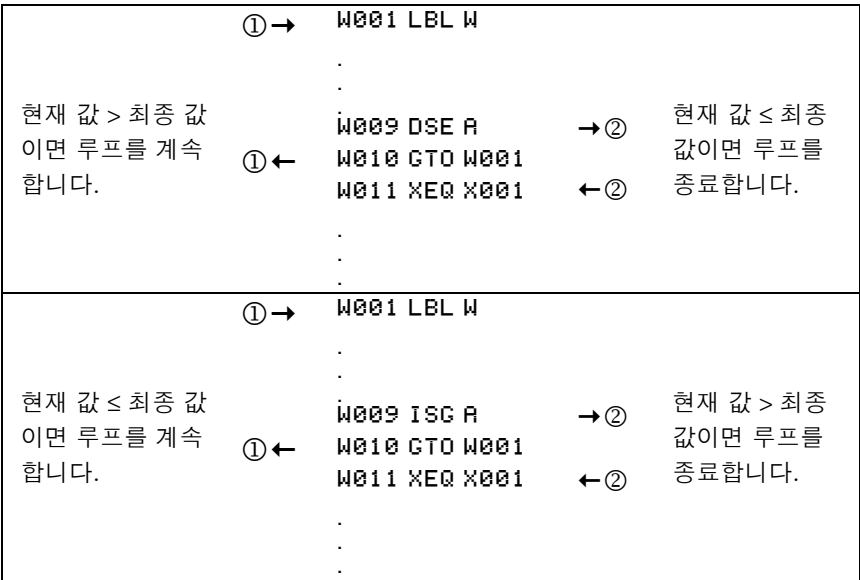 ①→ W001 LBL W
.
.
.
현재 값 > 최종 값
이면 루프를 계속
합니다.
W009 DSE A →②
①← W010 GTO W001
W011 XEQ X001 ←②
현재 값 ≤ 최종
값이면 루프를
종료합니다.
.
.
.
①→ W001 LBL W
.
.
.
현재 값 ≤ 최종 값
이면 루프를 계속
합니다.
W009 ISG A →②
①← W010 GTO W001
W011 XEQ X001 ←②
현재 값 > 최종
값이면 루프를
종료합니다.
.
.
.